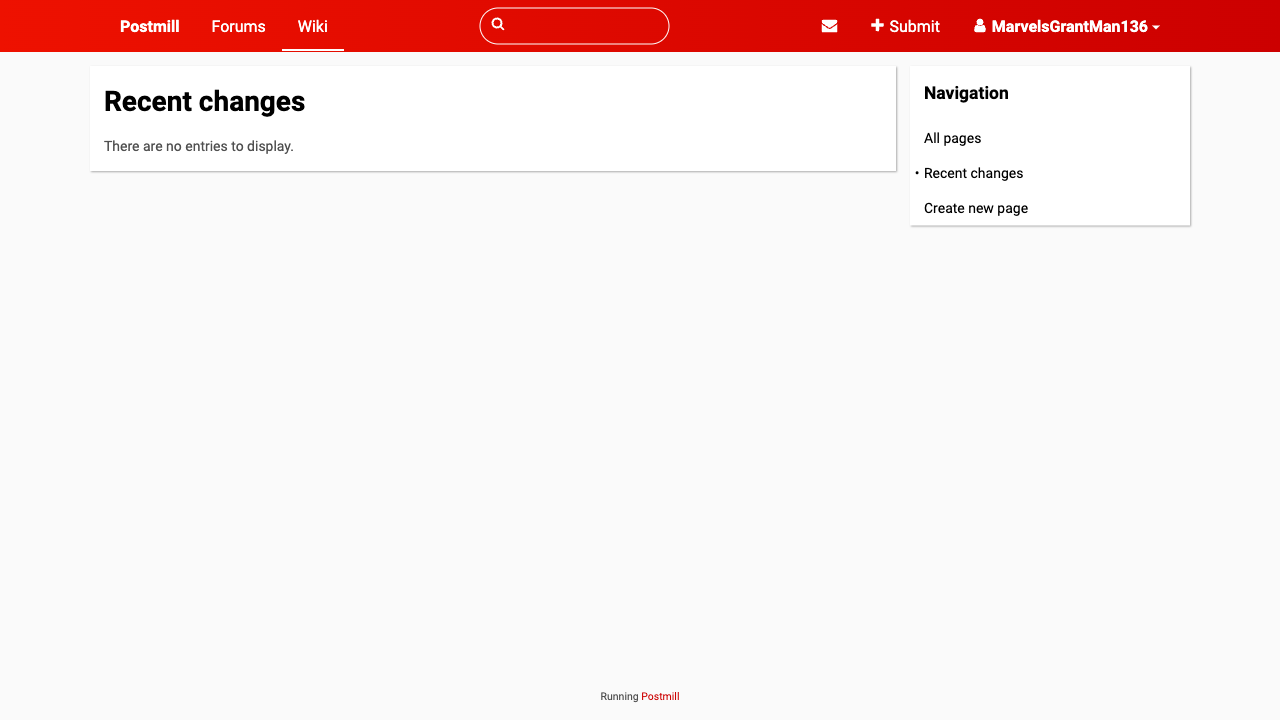 Postmill Forums Wiki Submit MarvelsGrantMan136
Recent changes
There are no entries to display.
Navigation
All pages
• Recent changes
Create new page
Running Postmill